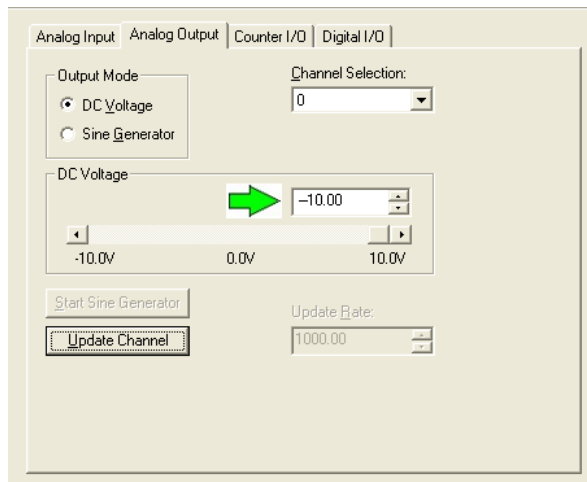 Analog Input Analog Output Counter I/O Digital I/O
Output Mode
DC Voltage
Sine Generator
Channel Selection:
0
DC Voltage
–10.00
-10.0V 0.0V 10.0V
Start Sine Generator
Update Channel
Update Rate:
1000.00